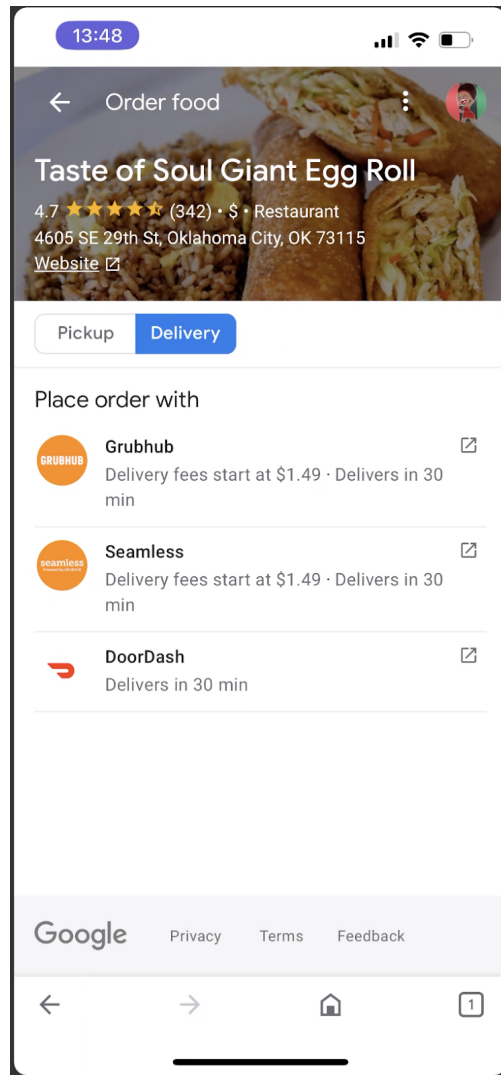 13:48
Order food
Taste of Soul Giant Egg Roll
4.7 (342) • $ • Restaurant
4605 SE 29th St, Oklahoma City, OK 73115
Website
Pickup Delivery
Place order with
GRUBHUB
Grubhub
Delivery fees start at $1.49 · Delivers in 30
min
seamless
Seamless
Delivery fees start at $1.49 · Delivers in 30
min
DoorDash
Delivers in 30 min
Google Privacy Terms Feedback
1